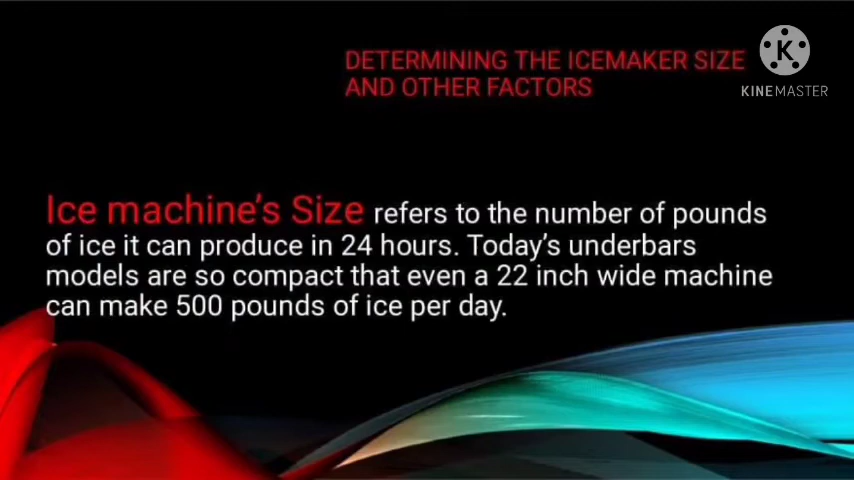 DETERMINING THE ICEMAKER SIZE
AND OTHER FACTORS
K
KINEMASTER
Ice machine's Size refers to the number of pounds
of ice it can produce in 24 hours. Today's underbars
models are so compact that even a 22 inch wide machine
can make 500 pounds of ice per day.